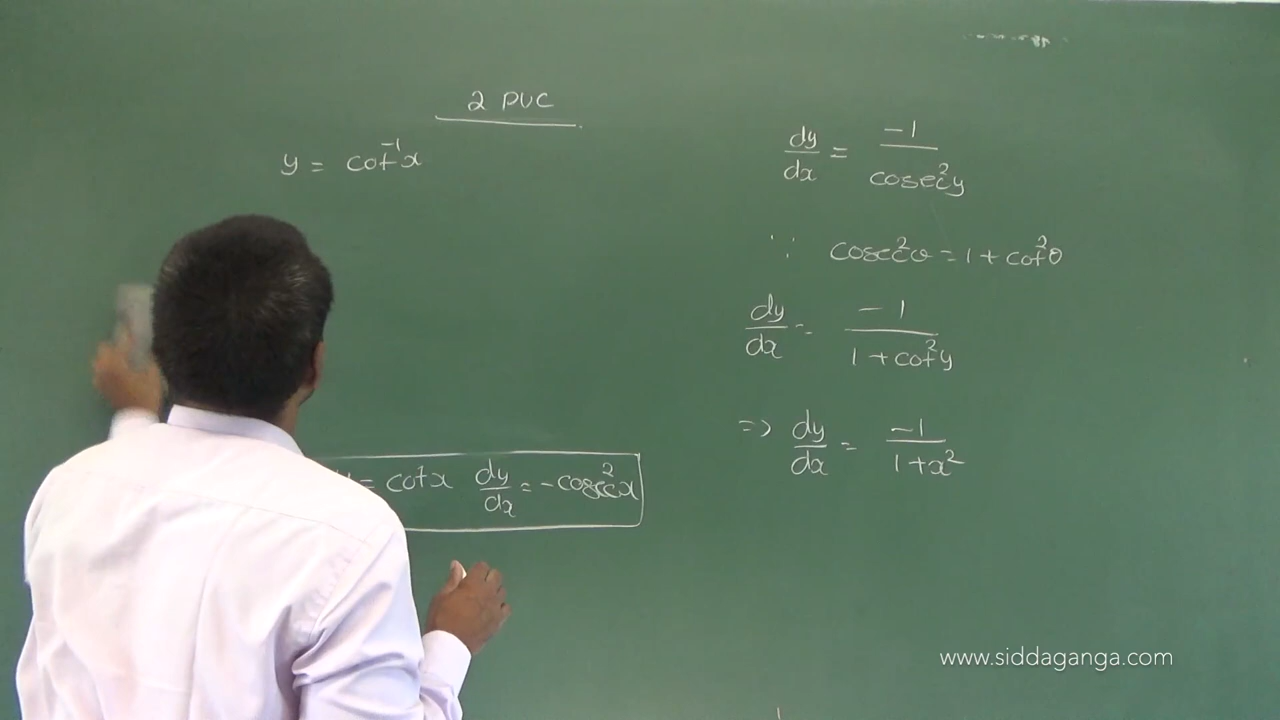 2 PUC
y = cot⁻¹x
= cotx dy/dx = -cosec²x
dy/dx = -1/cosec²y
∵ cosec²θ = 1 + cot²θ
dy/dx = -1/1 + cot²y
=> dy/dx = -1/1+x²
www.siddaganga.com